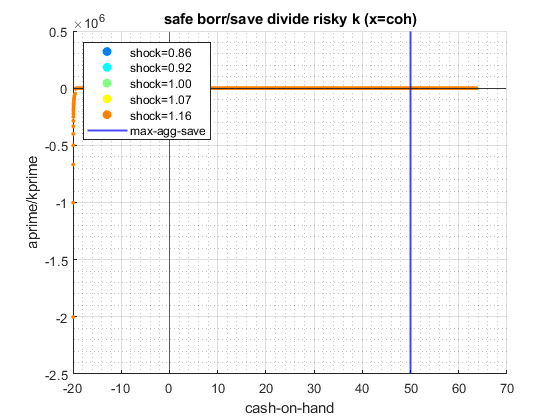 safe borr/save divide risky k (x=coh)
×10^6
0.5
0
-0.5
-1
-1.5
-2
-2.5
aprime/kprime
shock=0.86
shock=0.92
shock=1.00
shock=1.07
shock=1.16
max-agg-save
-20 -10 0 10 20 30 40 50 60 70
cash-on-hand